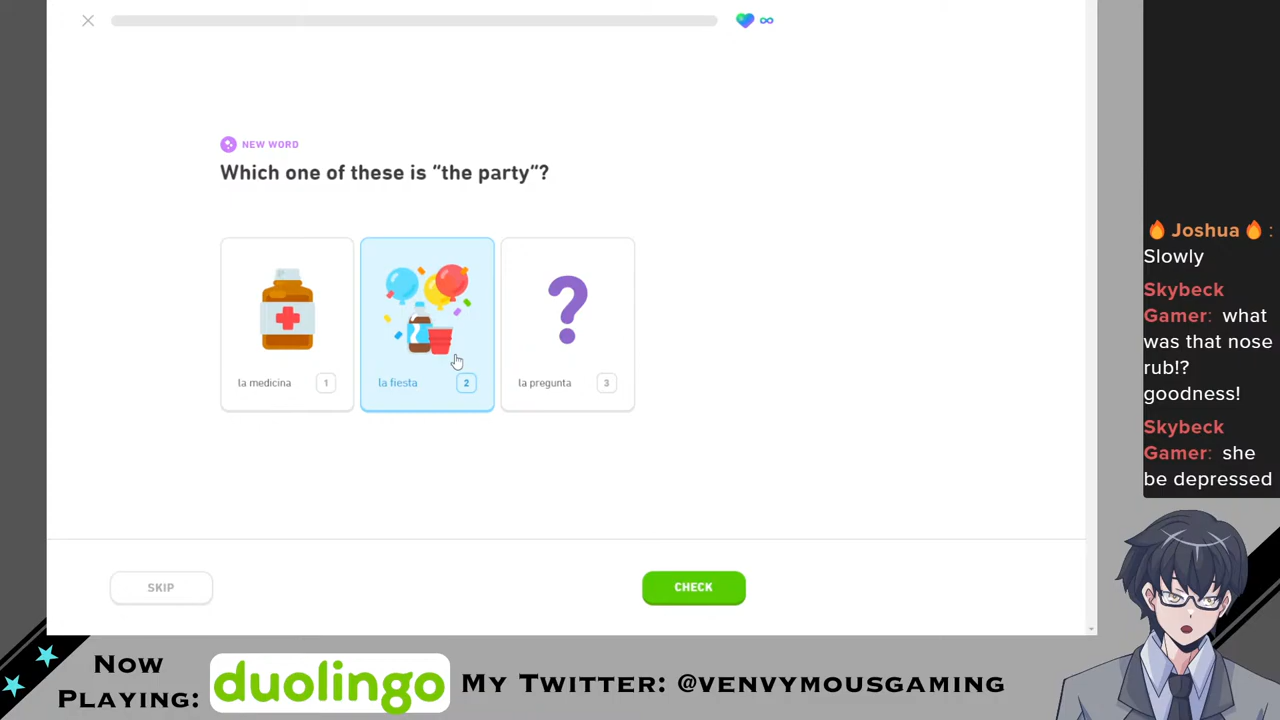 NEW WORD
Which one of these is “the party“?
la medicina 1
la fiesta 2
la pregunta 3
SKIP
CHECK
🔥 Joshua 🔥 :
Slowly
Skybeck
Gamer: what
was that nose
rub!?
goodness!
Skybeck
Gamer: she
be depressed
Now
Playing:
duolingo
My Twitter: @venvymousgaming